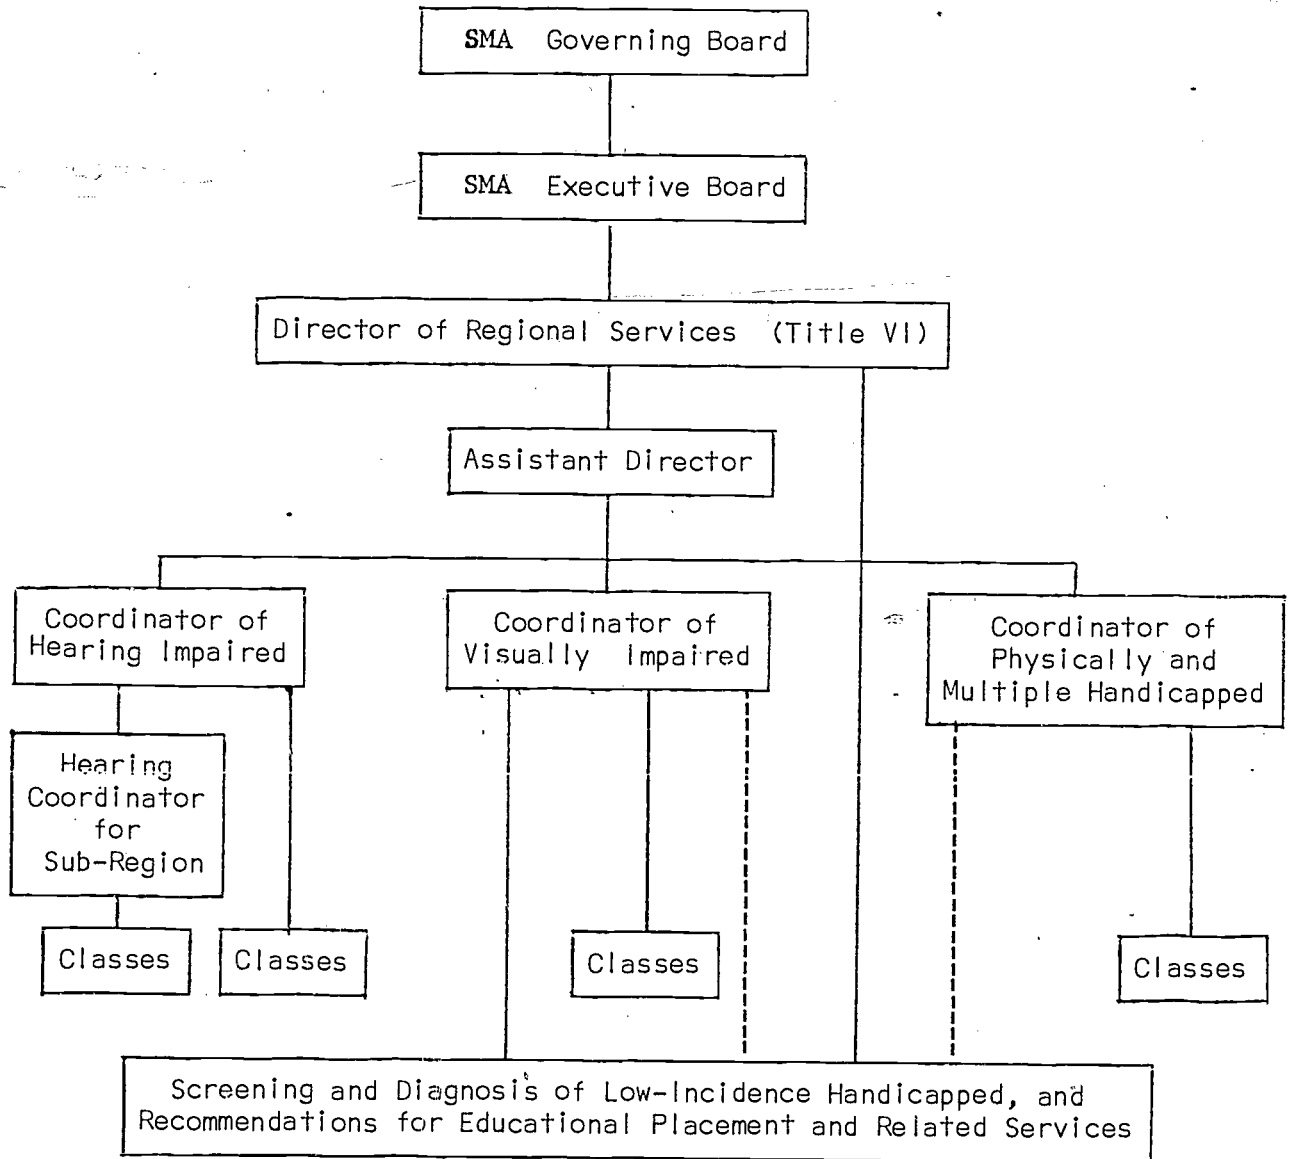 SMA Governing Board
SMA Executive Board
Director of Regional Services (Title VI)
Assistant Director
Coordinator of
Hearing Impaired
Coordinator of
Visually Impaired
Coordinator of
Physically and
Multiple Handicapped
Hearing
Coordinator
for
Sub-Region
Classes
Classes
Classes
Classes
Screening and Diagnosis of Low-Incidence Handicapped, and
Recommendations for Educational Placement and Related Services